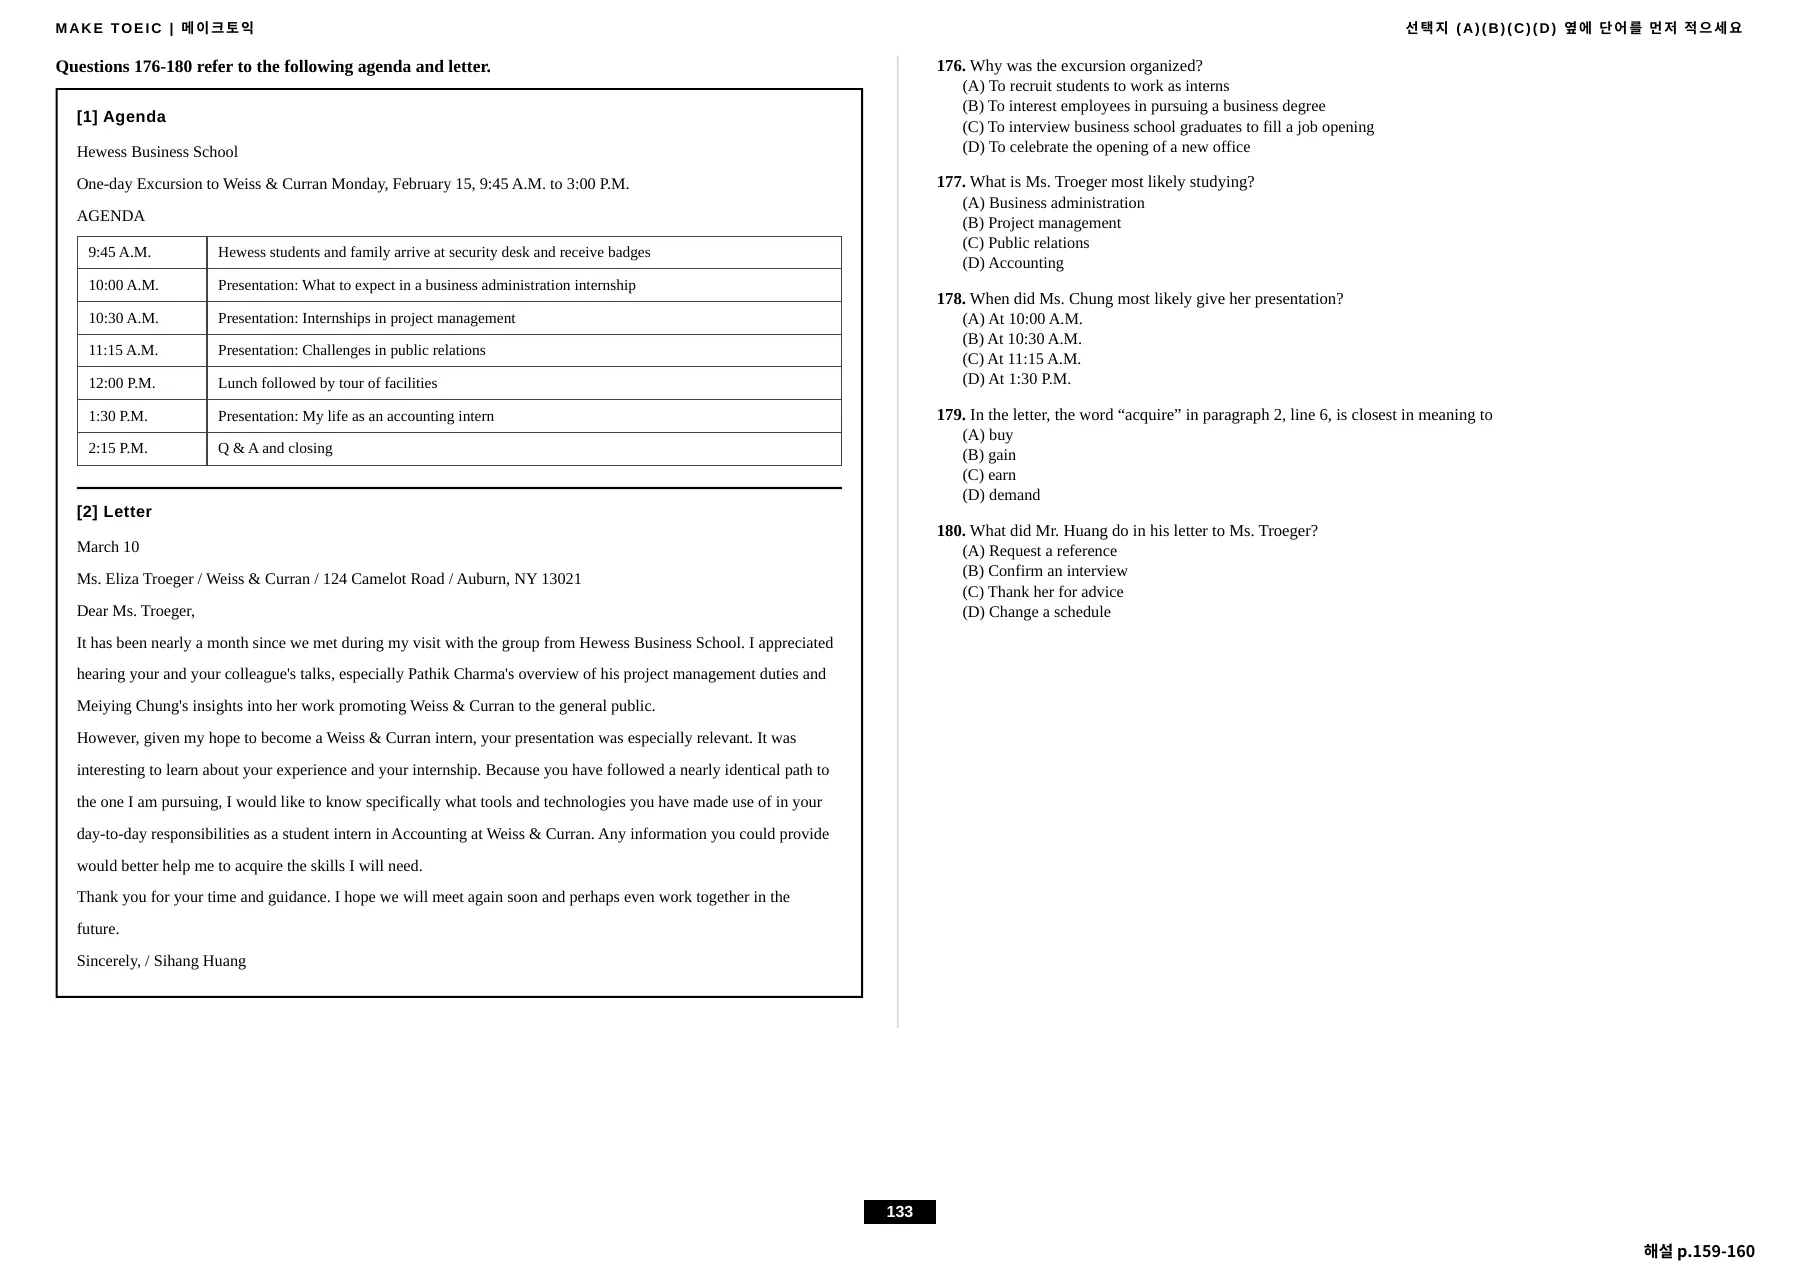 MAKE TOEIC | 메이크토익
선택지 (A)(B)(C)(D) 옆에 단어를 먼저 적으세요
Questions 176-180 refer to the following agenda and letter.
[1] Agenda
Hewess Business School
One-day Excursion to Weiss & Curran Monday, February 15, 9:45 A.M. to 3:00 P.M.
AGENDA
9:45 A.M. Hewess students and family arrive at security desk and receive badges
10:00 A.M. Presentation: What to expect in a business administration internship
10:30 A.M. Presentation: Internships in project management
11:15 A.M. Presentation: Challenges in public relations
12:00 P.M. Lunch followed by tour of facilities
1:30 P.M. Presentation: My life as an accounting intern
2:15 P.M. Q & A and closing
[2] Letter
March 10
Ms. Eliza Troeger / Weiss & Curran / 124 Camelot Road / Auburn, NY 13021
Dear Ms. Troeger,
It has been nearly a month since we met during my visit with the group from Hewess Business School. I appreciated
hearing your and your colleague's talks, especially Pathik Charma's overview of his project management duties and
Meiying Chung's insights into her work promoting Weiss & Curran to the general public.
However, given my hope to become a Weiss & Curran intern, your presentation was especially relevant. It was
interesting to learn about your experience and your internship. Because you have followed a nearly identical path to
the one I am pursuing, I would like to know specifically what tools and technologies you have made use of in your
day-to-day responsibilities as a student intern in Accounting at Weiss & Curran. Any information you could provide
would better help me to acquire the skills I will need.
Thank you for your time and guidance. I hope we will meet again soon and perhaps even work together in the
future.
Sincerely, / Sihang Huang
176. Why was the excursion organized?
(A) To recruit students to work as interns
(B) To interest employees in pursuing a business degree
(C) To interview business school graduates to fill a job opening
(D) To celebrate the opening of a new office
177. What is Ms. Troeger most likely studying?
(A) Business administration
(B) Project management
(C) Public relations
(D) Accounting
178. When did Ms. Chung most likely give her presentation?
(A) At 10:00 A.M.
(B) At 10:30 A.M.
(C) At 11:15 A.M.
(D) At 1:30 P.M.
179. In the letter, the word “acquire” in paragraph 2, line 6, is closest in meaning to
(A) buy
(B) gain
(C) earn
(D) demand
180. What did Mr. Huang do in his letter to Ms. Troeger?
(A) Request a reference
(B) Confirm an interview
(C) Thank her for advice
(D) Change a schedule
133
해설 p.159-160